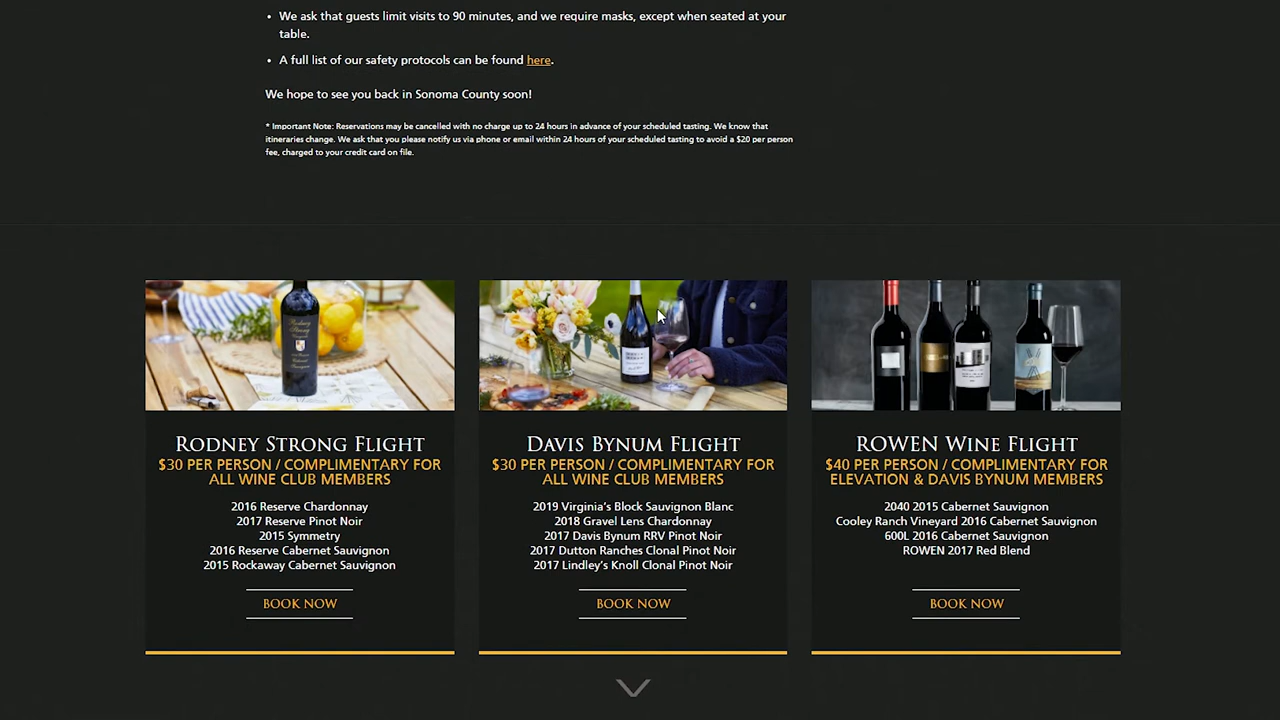 • We ask that guests limit visits to 90 minutes, and we require masks, except when seated at your
table.
• A full list of our safety protocols can be found here.
We hope to see you back in Sonoma County soon!
* Important Note: Reservations may be cancelled with no charge up to 24 hours in advance of your scheduled tasting. We know that
itineraries change. We ask that you please notify us via phone or email within 24 hours of your scheduled tasting to avoid a $20 per person
fee, charged to your credit card on file.
Rodney Strong Flight
$30 PER PERSON / COMPLIMENTARY FOR
ALL WINE CLUB MEMBERS
2016 Reserve Chardonnay
2017 Reserve Pinot Noir
2015 Symmetry
2016 Reserve Cabernet Sauvignon
2015 Rockaway Cabernet Sauvignon
BOOK NOW
Davis Bynum Flight
$30 PER PERSON / COMPLIMENTARY FOR
ALL WINE CLUB MEMBERS
2019 Virginia's Block Sauvignon Blanc
2018 Gravel Lens Chardonnay
2017 Davis Bynum RRV Pinot Noir
2017 Dutton Ranches Clonal Pinot Noir
2017 Lindley's Knoll Clonal Pinot Noir
BOOK NOW
ROWEN Wine Flight
$40 PER PERSON / COMPLIMENTARY FOR
ELEVATION & DAVIS BYNUM MEMBERS
2040 2015 Cabernet Sauvignon
Cooley Ranch Vineyard 2016 Cabernet Sauvignon
600L 2016 Cabernet Sauvignon
ROWEN 2017 Red Blend
BOOK NOW